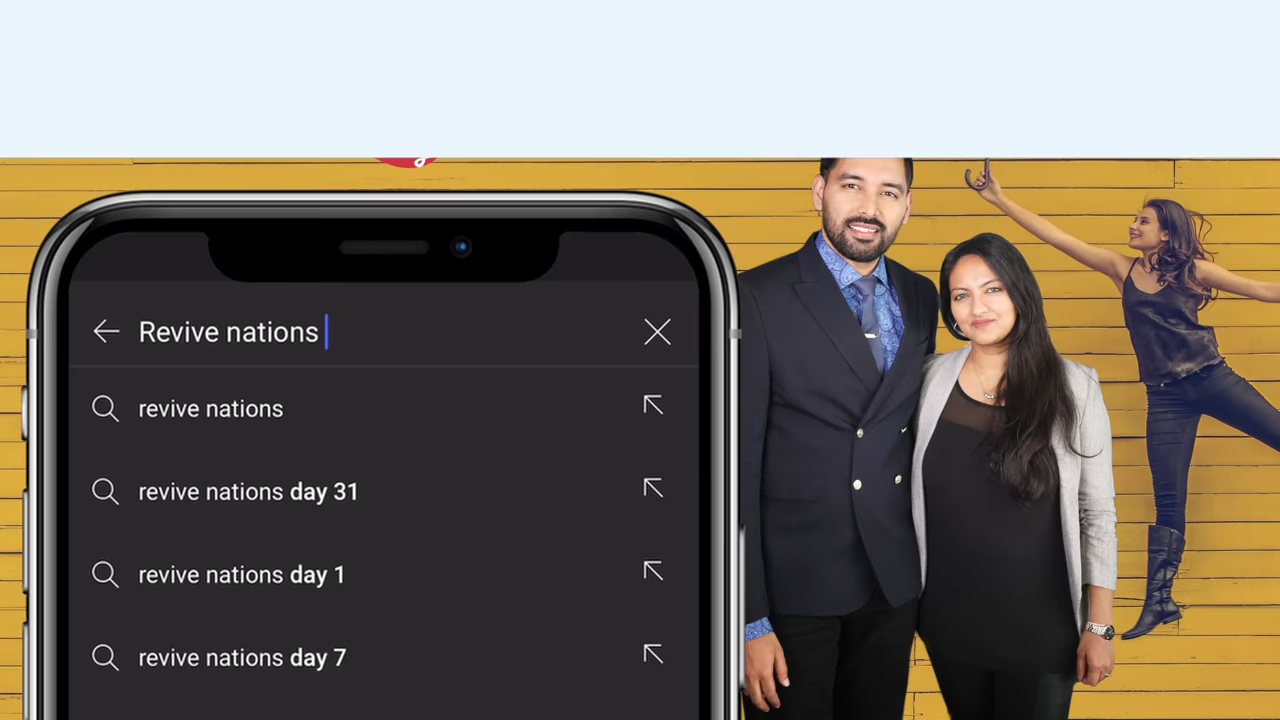 Revive nations
revive nations
revive nations day 31
revive nations day 1
revive nations day 7